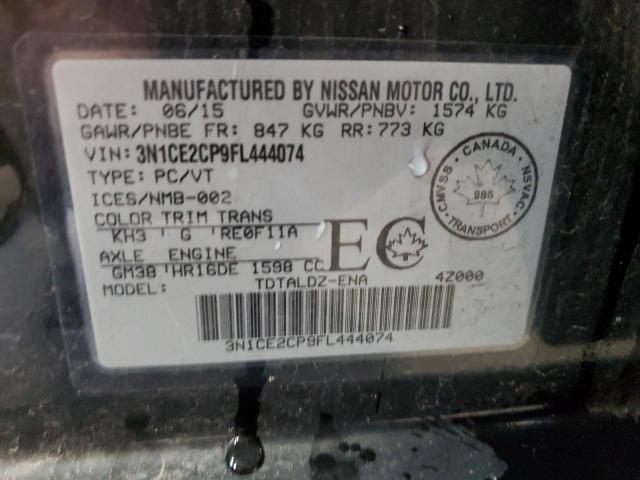 MANUFACTURED BY NISSAN MOTOR CO., LTD.
DATE: 06/15 GVWR/PNBV: 1574 KG
GAWR/PNBE FR: 847 KG RR: 773 KG
VIN: 3N1CE2CP9FL444074
TYPE: PC/VT
ICES/NMB-002
COLOR TRIM TRANS
KH3 ' G ' RE0F11A
AXLE ENGINE
GM38 ' HR16DE 1598 CC
MODEL: TDTALDZ-ENA 4Z000
EC
CANADA
CMVSS NSVAC
986
TRANSPORT
3N1CE2CP9FL444074